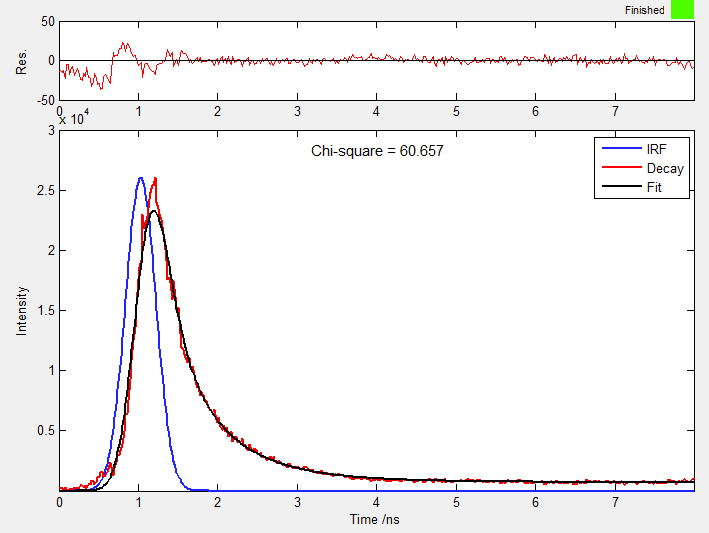 Finished
50
0
-50
Res.
0 1 2 3 4 5 6 7
x 10^4
3
2.5
2
1.5
1
0.5
Intensity
Chi-square = 60.657
IRF
Decay
Fit
0 1 2 3 4 5 6 7
Time /ns